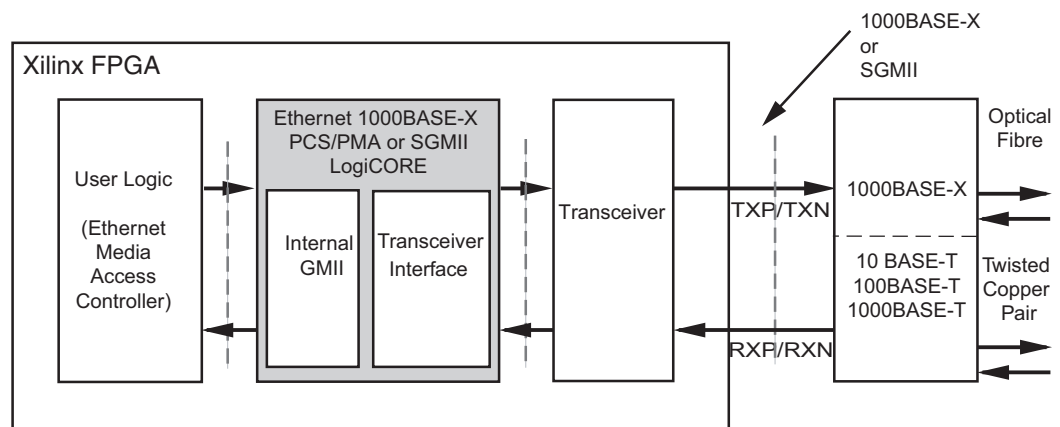 1000BASE-X
or
SGMII
Xilinx FPGA
User Logic
(Ethernet
Media
Access
Controller)
Ethernet 1000BASE-X
PCS/PMA or SGMII
LogiCORE
Internal
GMII
Transceiver
Interface
Transceiver
TXP/TXN
RXP/RXN
1000BASE-X
10 BASE-T
100BASE-T
1000BASE-T
Optical
Fibre
Twisted
Copper
Pair